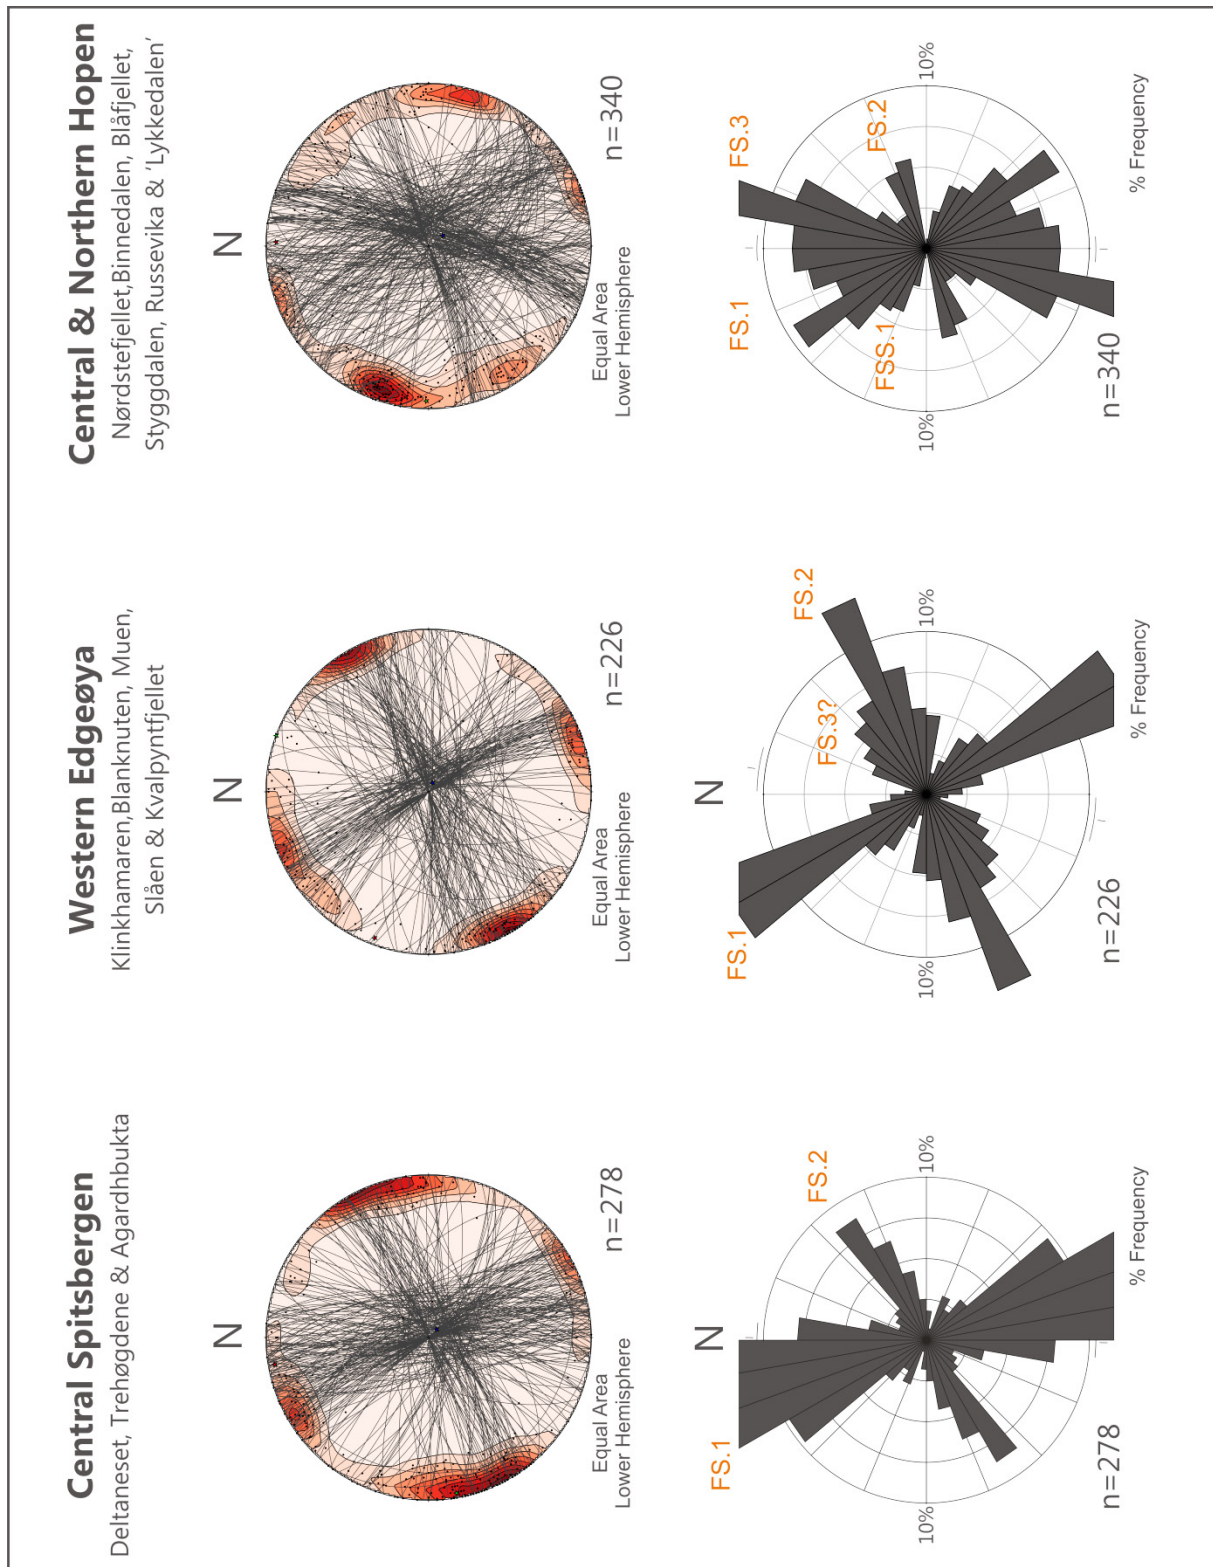 Central Spitsbergen
Deltaneset, Trehøgdene & Agardhbukta
N
Equal Area
Lower Hemisphere
n=278
N
FS.1
FS.2
10%
10%
n=278
% Frequency
Western Edgeøya
Klinkhamaren,Blanknuten, Muen,
Slåen & Kvalpyntfjellet
N
Equal Area
Lower Hemisphere
n=226
N
FS.1
FS.3?
FS.2
10%
10%
n=226
% Frequency
Central & Northern Hopen
Nørdstefjellet,Binnedalen, Blåfjellet,
Styggdalen, Russevika & ‘Lykkedalen’
N
Equal Area
Lower Hemisphere
n=340
FS.1
FS.3
FSS.1
FS.2
10%
10%
n=340
% Frequency